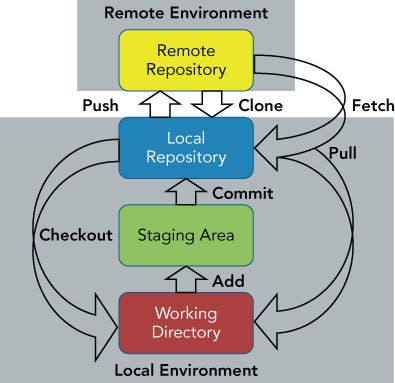 Remote Environment
Remote
Repository
Push
Clone
Fetch
Local
Repository
Pull
Commit
Checkout
Staging Area
Add
Working
Directory
Local Environment